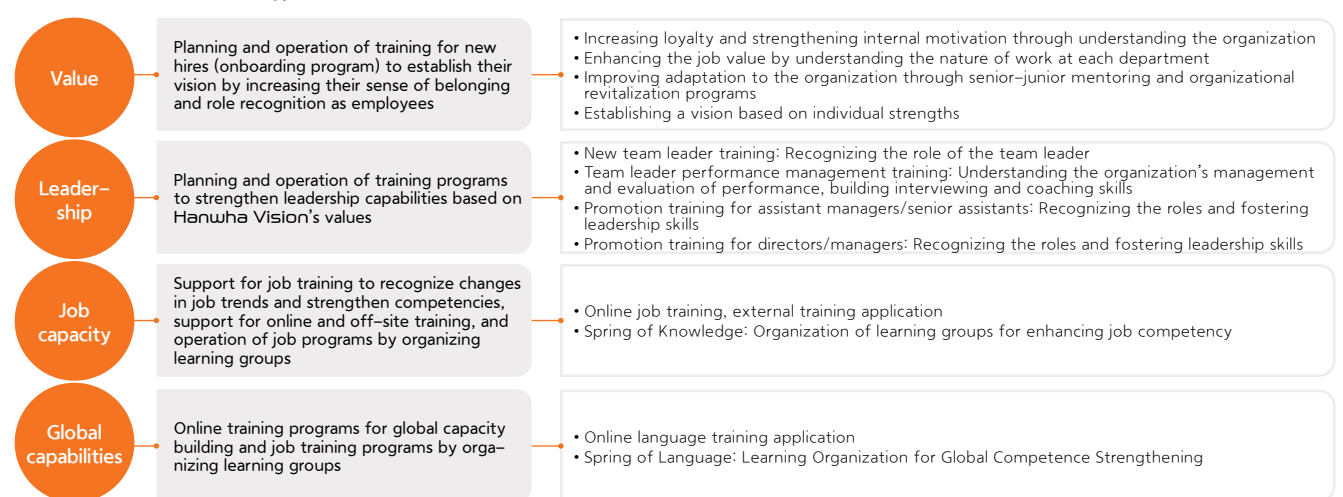 Value
Planning and operation of training for new
hires (onboarding program) to establish their
vision by increasing their sense of belonging
and role recognition as employees
• Increasing loyalty and strengthening internal motivation through understanding the organization
• Enhancing the job value by understanding the nature of work at each department
• Improving adaptation to the organization through senior–junior mentoring and organizational
revitalization programs
• Establishing a vision based on individual strengths
Leader–
ship
Planning and operation of training programs
to strengthen leadership capabilities based on
Hanwha Vision's values
• New team leader training: Recognizing the role of the team leader
• Team leader performance management training: Understanding the organization's management
and evaluation of performance, building interviewing and coaching skills
• Promotion training for assistant managers/senior assistants: Recognizing the roles and fostering
leadership skills
• Promotion training for directors/managers: Recognizing the roles and fostering leadership skills
Job
capacity
Support for job training to recognize changes
in job trends and strengthen competencies,
support for online and off–site training, and
operation of job programs by organizing
learning groups
• Online job training, external training application
• Spring of Knowledge: Organization of learning groups for enhancing job competency
Global
capabilities
Online training programs for global capacity
building and job training programs by orga–
nizing learning groups
• Online language training application
• Spring of Language: Learning Organization for Global Competence Strengthening